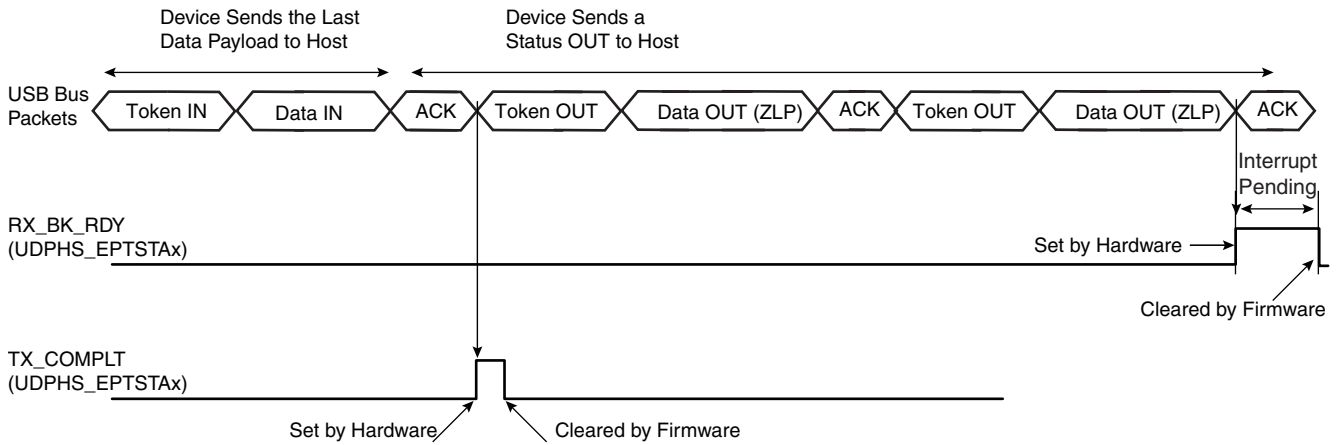 Device Sends the Last
Data Payload to Host
Device Sends a
Status OUT to Host
USB Bus
Packets
Token IN
Data IN
ACK
Token OUT
Data OUT (ZLP)
ACK
Token OUT
Data OUT (ZLP)
ACK
Interrupt
Pending
RX_BK_RDY
(UDPHS_EPTSTAx)
Set by Hardware
Cleared by Firmware
TX_COMPLT
(UDPHS_EPTSTAx)
Set by Hardware
Cleared by Firmware